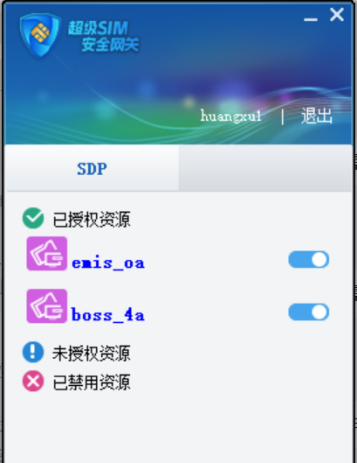 超级SIM
安全网关
huangxul | 退出
SDP
已授权资源
emis_oa
boss_4a
未授权资源
已禁用资源